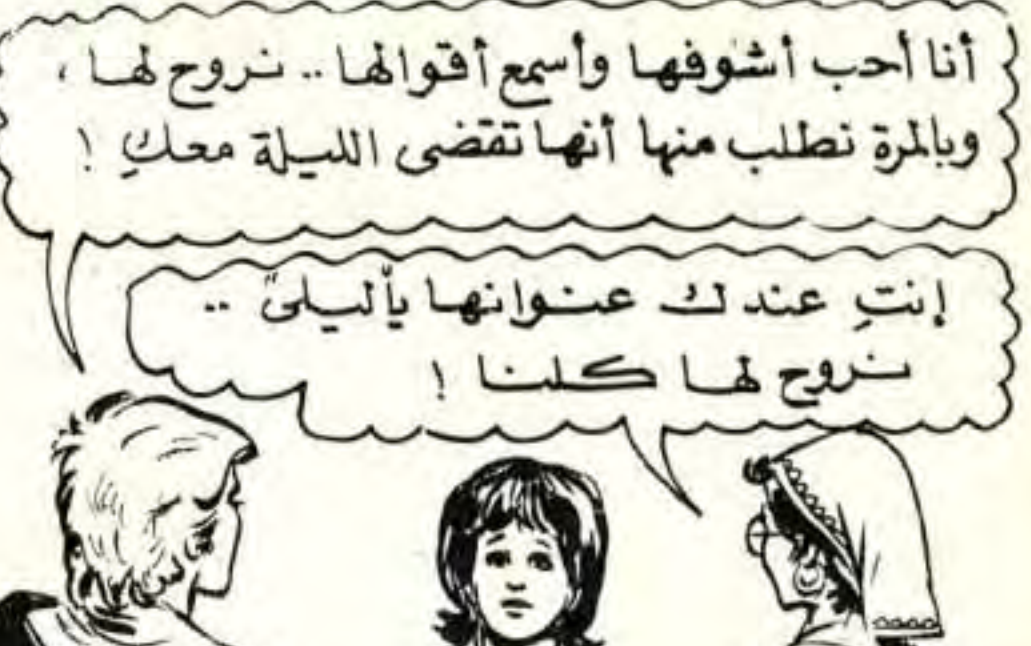 أنا أحب أشوفها وأسمع أقوالها .. نروح لها ،
وبالمرة نطلب منها أنها تقضى الليلة معكِ !
إنتِ عندك عنوانها يا "ليلى" ..
نروح لها كلنا !